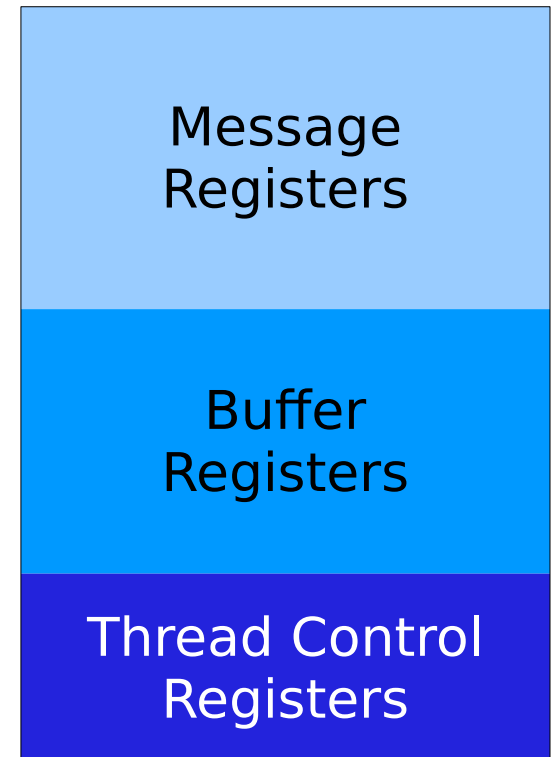 Message
Registers
Buffer
Registers
Thread Control
Registers